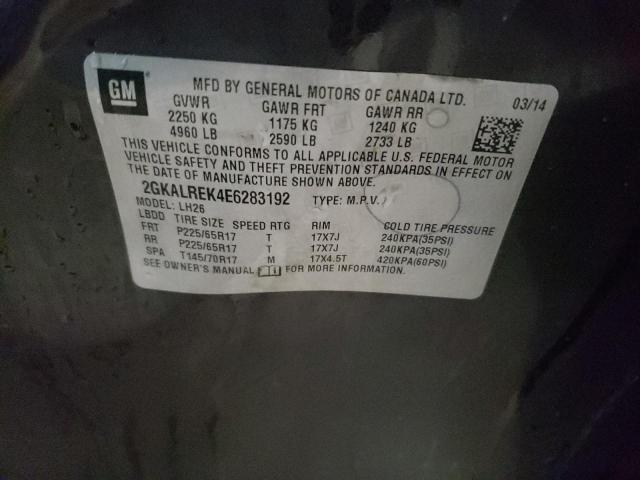 GM
MFD BY GENERAL MOTORS OF CANADA LTD. 03/14
GVWR GAWR FRT GAWR RR
2250 KG 1175 KG 1240 KG
4960 LB 2590 LB 2733 LB
THIS VEHICLE CONFORMS TO ALL APPLICABLE U.S. FEDERAL MOTOR
VEHICLE SAFETY AND THEFT PREVENTION STANDARDS IN EFFECT ON
THE DATE OF MANUFACTURE SHOWN ABOVE.
2GKALREK4E6283192 TYPE: M.P.V.
MODEL: LH26
LBDD TIRE SIZE SPEED RTG RIM COLD TIRE PRESSURE
FRT P225/65R17 T 17X7J 240KPA(35PSI)
RR P225/65R17 T 17X7J 240KPA(35PSI)
SPA T145/70R17 M 17X4.5T 420KPA(60PSI)
SEE OWNER'S MANUAL FOR MORE INFORMATION.